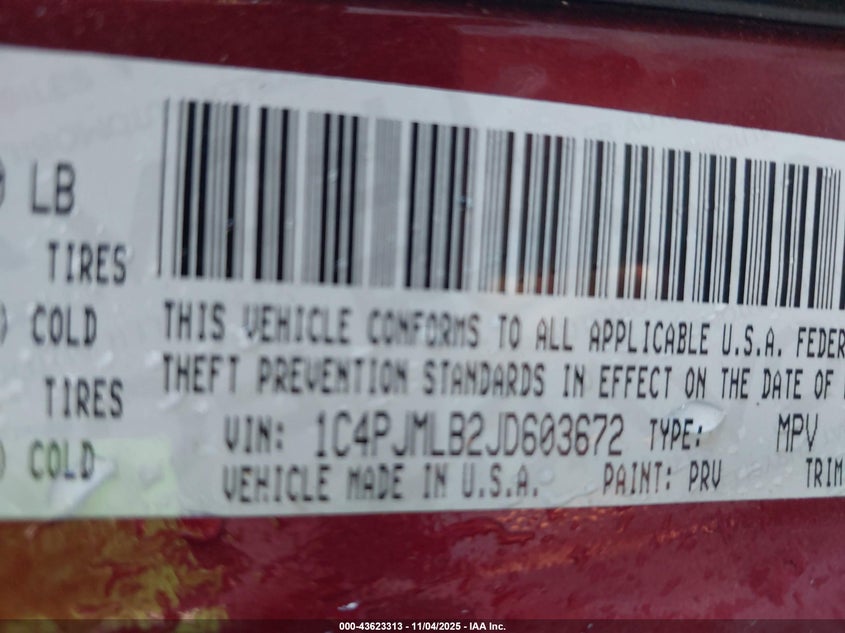 LB
TIRES
COLD
TIRES
COLD
THIS VEHICLE CONFORMS TO ALL APPLICABLE U.S.A. FEDER
THEFT PREVENTION STANDARDS IN EFFECT ON THE DATE OF
VIN: 1C4PJMLB2JD603672 TYPE: MPV
VEHICLE MADE IN U.S.A. PAINT: PRV TRIM
000-43623313 - 11/04/2025 - IAA Inc.